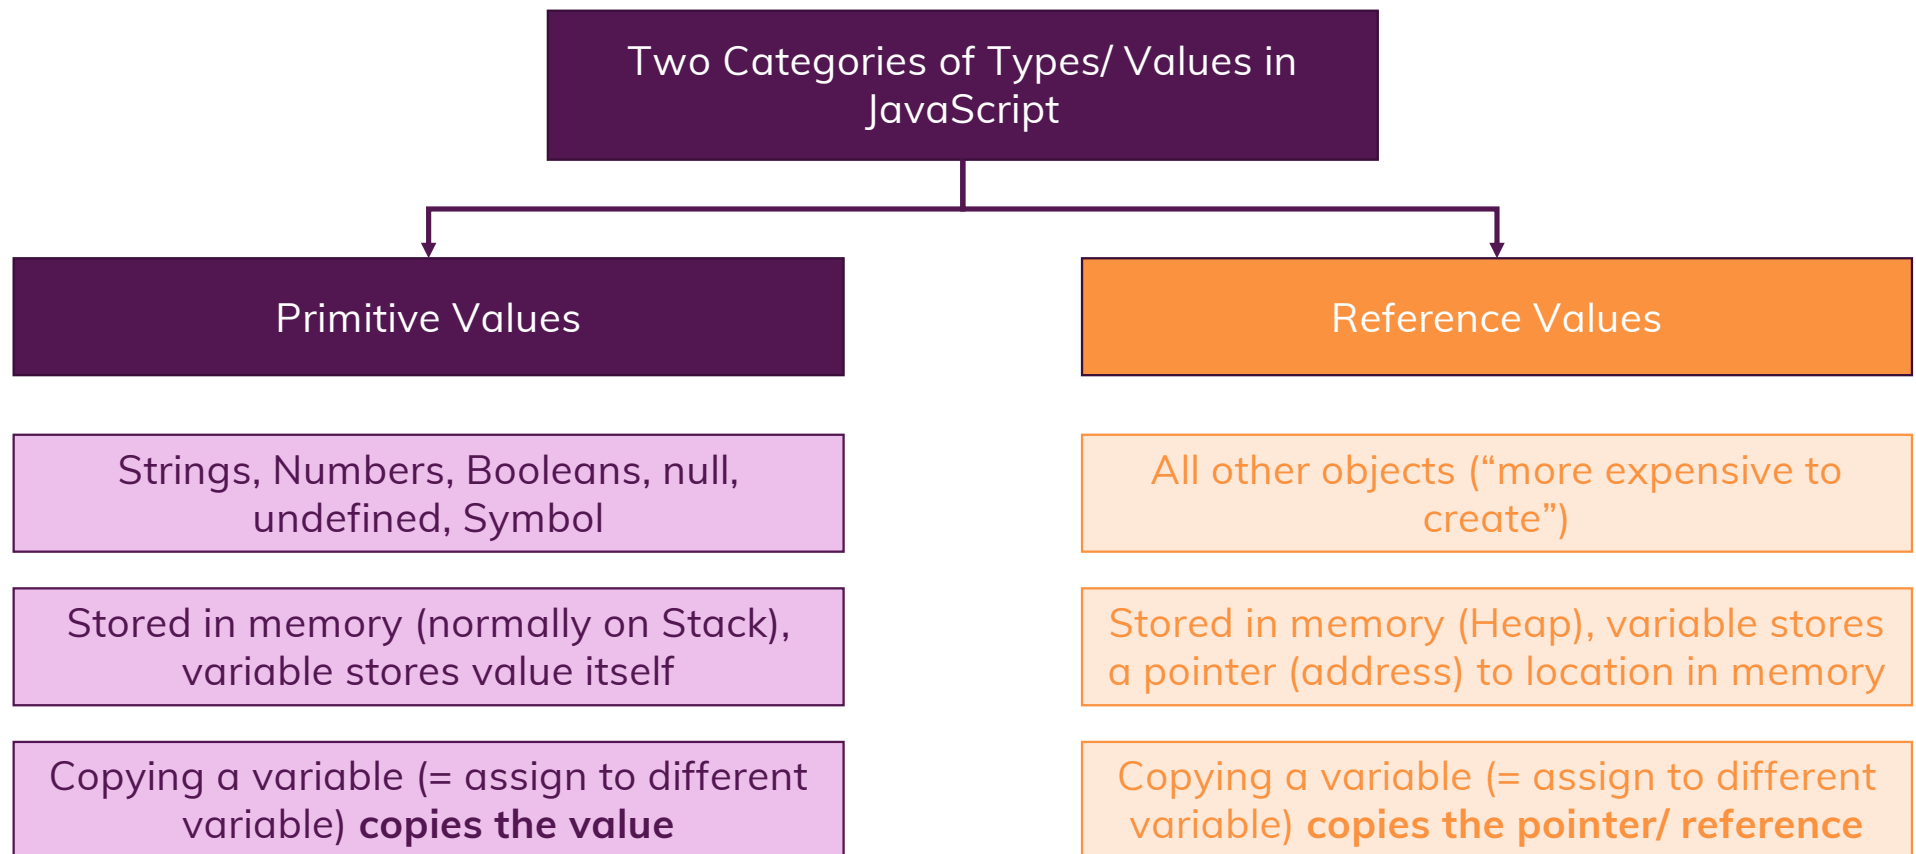 Two Categories of Types/ Values in
JavaScript
Primitive Values
Reference Values
Strings, Numbers, Booleans, null,
undefined, Symbol
All other objects (“more expensive to
create”)
Stored in memory (normally on Stack),
variable stores value itself
Stored in memory (Heap), variable stores
a pointer (address) to location in memory
Copying a variable (= assign to different
variable) copies the value
Copying a variable (= assign to different
variable) copies the pointer/ reference